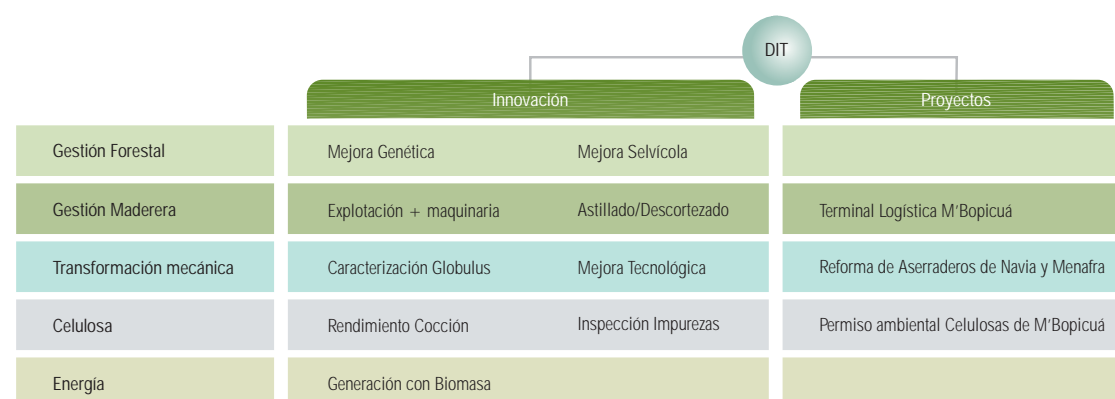 DIT
Innovación Proyectos
Gestión Forestal Mejora Genética Mejora Selvícola
Gestión Maderera Explotación + maquinaria Astillado/Descortezado Terminal Logística M'Bopicuá
Transformación mecánica Caracterización Globulus Mejora Tecnológica Reforma de Aserraderos de Navia y Menafra
Celulosa Rendimiento Cocción Inspección Impurezas Permiso ambiental Celulosas de M'Bopicuá
Energía Generación con Biomasa